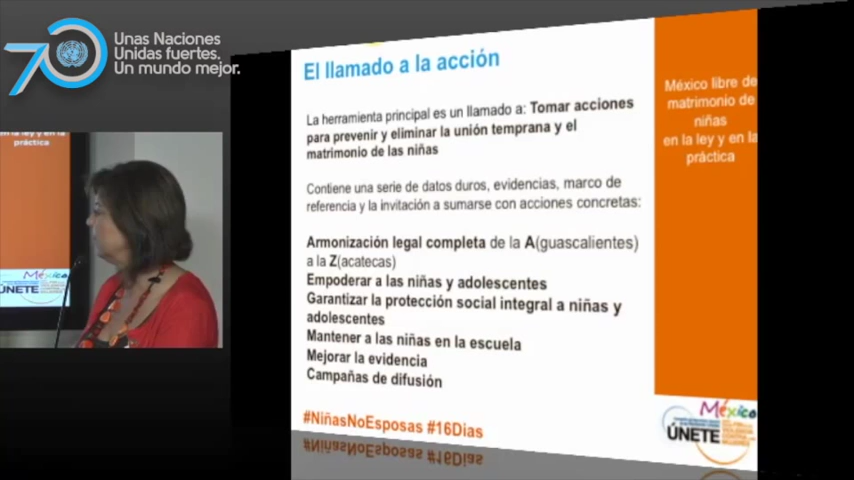 70
Unas Naciones
Unidas fuertes.
Un mundo mejor.
El llamado a la acción
La herramienta principal es un llamado a: Tomar acciones
para prevenir y eliminar la unión temprana y el
matrimonio de las niñas
Contiene una serie de datos duros, evidencias, marco de
referencia y la invitación a sumarse con acciones concretas:
Armonización legal completa de la A(guascalientes)
a la Z(acatecas)
Empoderar a las niñas y adolescentes
Garantizar la protección social integral a niñas y
adolescentes
Mantener a las niñas en la escuela
Mejorar la evidencia
Campañas de difusión
#NiñasNoEsposas #16Dias
México libre de
matrimonio de
niñas
en la ley y en la
práctica
México
ÚNETE
en la ley y en la
práctica
México
ÚNETE